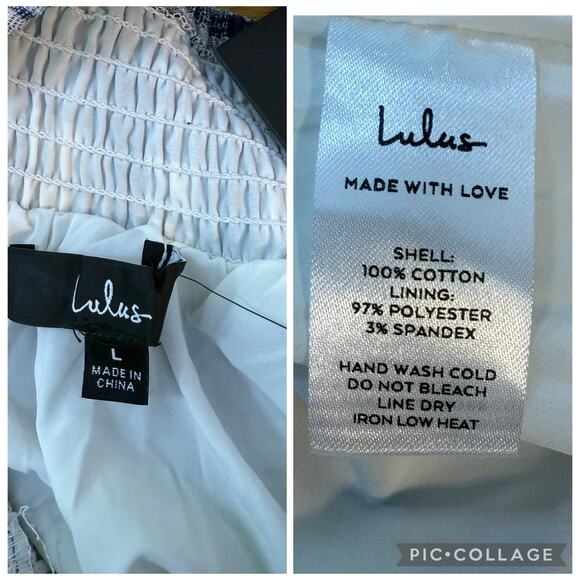 Lulus
L
MADE IN
CHINA
Lulus
MADE WITH LOVE
SHELL:
100% COTTON
LINING:
97% POLYESTER
3% SPANDEX
HAND WASH COLD
DO NOT BLEACH
LINE DRY
IRON LOW HEAT
PIC•COLLAGE